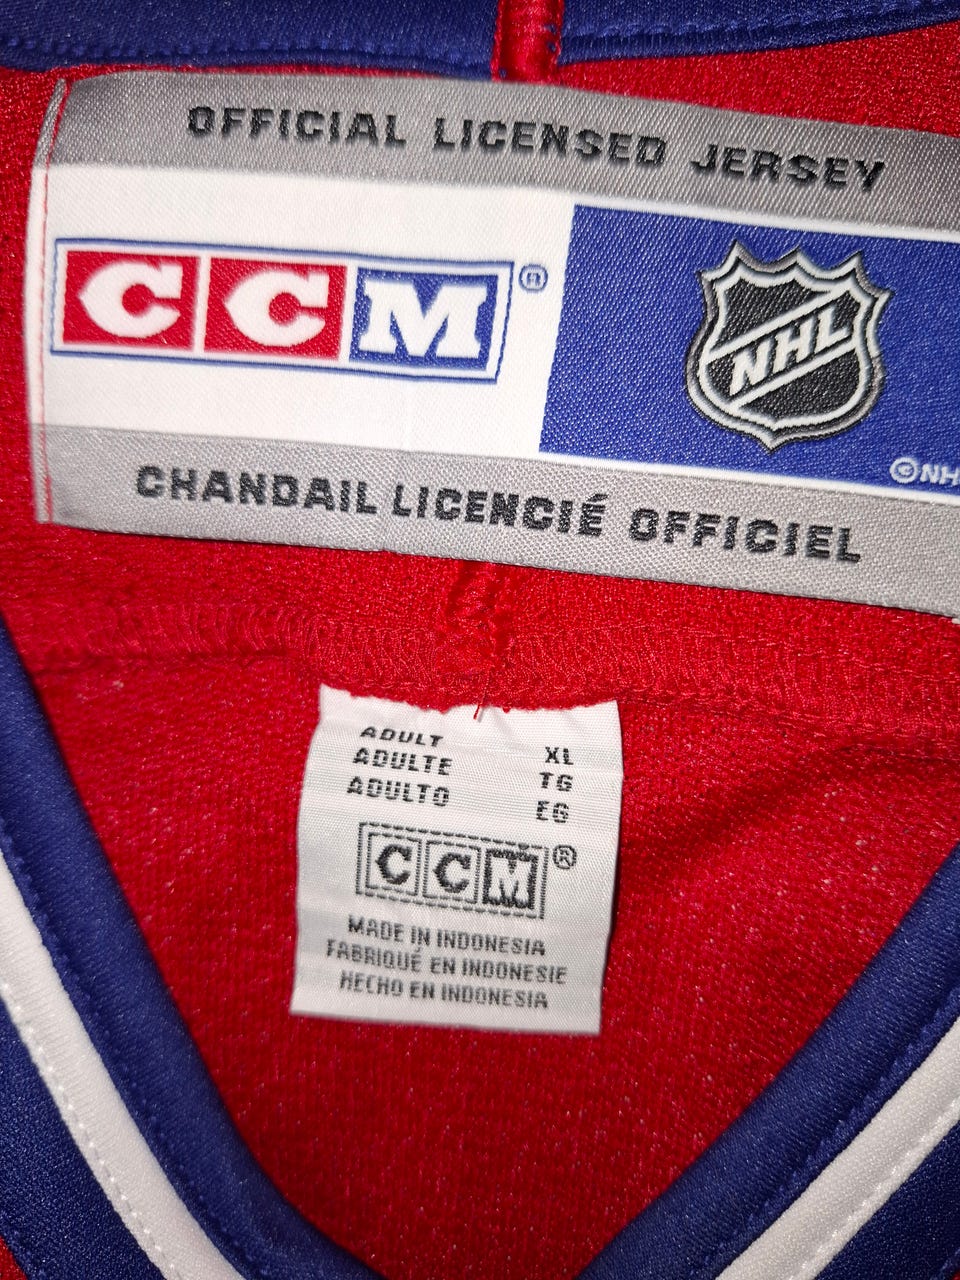 OFFICIAL LICENSED JERSEY
CCM®
NHL
©NH
CHANDAIL LICENCIÉ OFFICIEL
ADULT XL
ADULTE TG
ADULTO EG
CCM®
MADE IN INDONESIA
FABRIQUÉ EN INDONESIE
HECHO EN INDONESIA